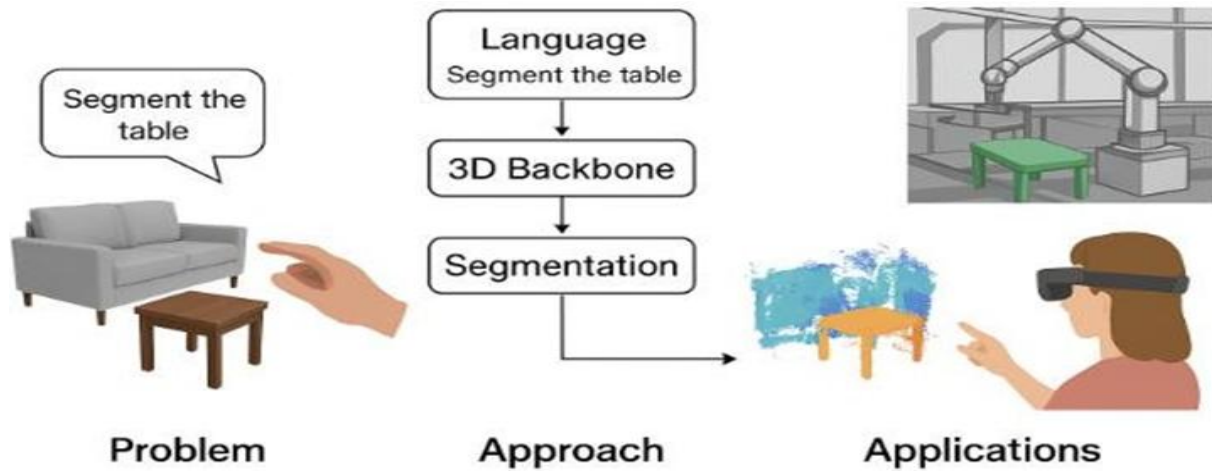 Segment the
table
Language
Segment the table
3D Backbone
Segmentation
Problem
Approach
Applications